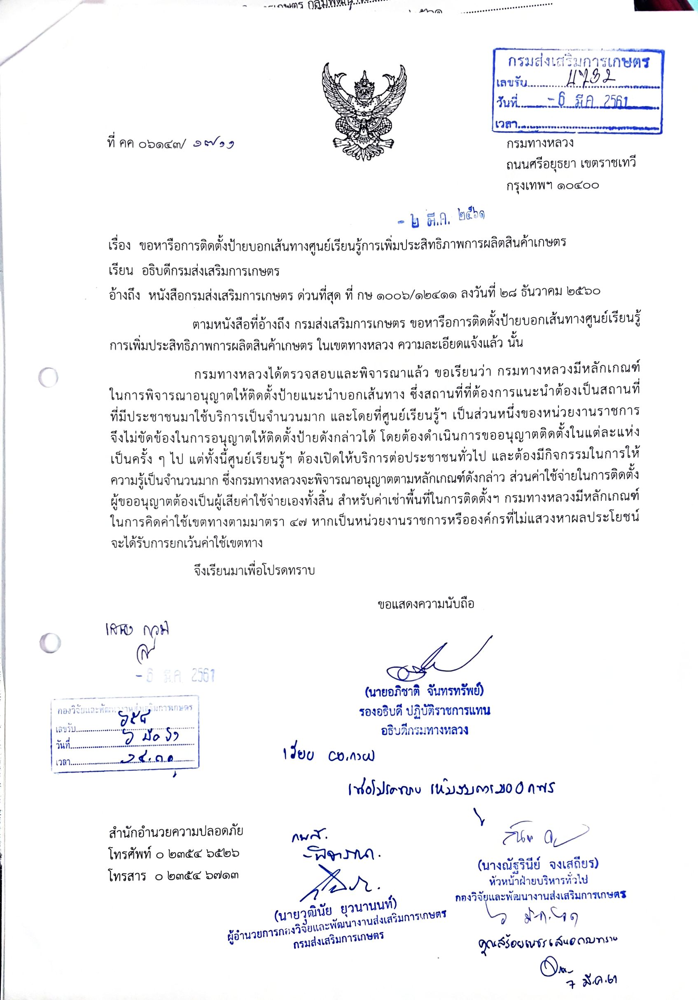 กรมส่งเสริมการเกษตร
เลขรับ 4732
วันที่ - 6 มี.ค. 2561
เวลา
ที่ คค ๐๖๑๔๓/ ๑๗๑๑
กรมทางหลวง
ถนนศรีอยุธยา เขตราชเทวี
กรุงเทพฯ ๑๐๔๐๐
- ๒ มี.ค. ๒๕๖๑
เรื่อง ขอหารือการติดตั้งป้ายบอกเส้นทางศูนย์เรียนรู้การเพิ่มประสิทธิภาพการผลิตสินค้าเกษตร
เรียน อธิบดีกรมส่งเสริมการเกษตร
อ้างถึง หนังสือกรมส่งเสริมการเกษตร ด่วนที่สุด ที่ กษ ๑๐๐๖/๑๒๔๑๑ ลงวันที่ ๒๘ ธันวาคม ๒๕๖๐
ตามหนังสือที่อ้างถึง กรมส่งเสริมการเกษตร ขอหารือการติดตั้งป้ายบอกเส้นทางศูนย์เรียนรู้
การเพิ่มประสิทธิภาพการผลิตสินค้าเกษตร ในเขตทางหลวง ความละเอียดแจ้งแล้ว นั้น
กรมทางหลวงได้ตรวจสอบและพิจารณาแล้ว ขอเรียนว่า กรมทางหลวงมีหลักเกณฑ์
ในการพิจารณาอนุญาตให้ติดตั้งป้ายแนะนำบอกเส้นทาง ซึ่งสถานที่ที่ต้องการแนะนำต้องเป็นสถานที่
ที่มีประชาชนมาใช้บริการเป็นจำนวนมาก และโดยที่ศูนย์เรียนรู้ฯ เป็นส่วนหนึ่งของหน่วยงานราชการ
จึงไม่ขัดข้องในการอนุญาตให้ติดตั้งป้ายดังกล่าวได้ โดยต้องดำเนินการขออนุญาตติดตั้งในแต่ละแห่ง
เป็นครั้ง ๆ ไป แต่ทั้งนี้ศูนย์เรียนรู้ฯ ต้องเปิดให้บริการต่อประชาชนทั่วไป และต้องมีกิจกรรมในการให้
ความรู้เป็นจำนวนมาก ซึ่งกรมทางหลวงจะพิจารณาอนุญาตตามหลักเกณฑ์ดังกล่าว ส่วนค่าใช้จ่ายในการติดตั้ง
ผู้ขออนุญาตต้องเป็นผู้เสียค่าใช้จ่ายเองทั้งสิ้น สำหรับค่าเช่าพื้นที่ในการติดตั้งฯ กรมทางหลวงมีหลักเกณฑ์
ในการคิดค่าใช้เขตทางตามมาตรา ๔๗ หากเป็นหน่วยงานราชการหรือองค์กรที่ไม่แสวงหาผลประโยชน์
จะได้รับการยกเว้นค่าใช้เขตทาง
จึงเรียนมาเพื่อโปรดทราบ
ขอแสดงความนับถือ
เสนอ กวพ
- 6 มี.ค. 2561
(นายอภิชาติ จันทรทรัพย์)
รองอธิบดี ปฏิบัติราชการแทน
อธิบดีกรมทางหลวง
กองวิจัยและพัฒนางานส่งเสริมการเกษตร
เลขรับ ๖๕๘
วันที่ ๖ มีค ๖๑
เวลา
เรียน ผอ.กวพ
เพื่อโปรดทราบ เห็นควรมอบ กพส
สำนักอำนวยความปลอดภัย
โทรศัพท์ ๐ ๒๓๕๔ ๖๕๒๖
โทรสาร ๐ ๒๓๕๔ ๖๗๑๓
กพส.
- พิจารณา.
(นายวุฒินัย ยุวนานนท์)
ผู้อำนวยการกองวิจัยและพัฒนางานส่งเสริมการเกษตร
กรมส่งเสริมการเกษตร
(นางณัฐรินีย์ จงเสถียร)
หัวหน้าฝ่ายบริหารทั่วไป
กองวิจัยและพัฒนางานส่งเสริมการเกษตร
๖ มี.ค. ๖๑
คุณสร้อยเพชร เสนอกรมทราบ
7 มี.ค.61